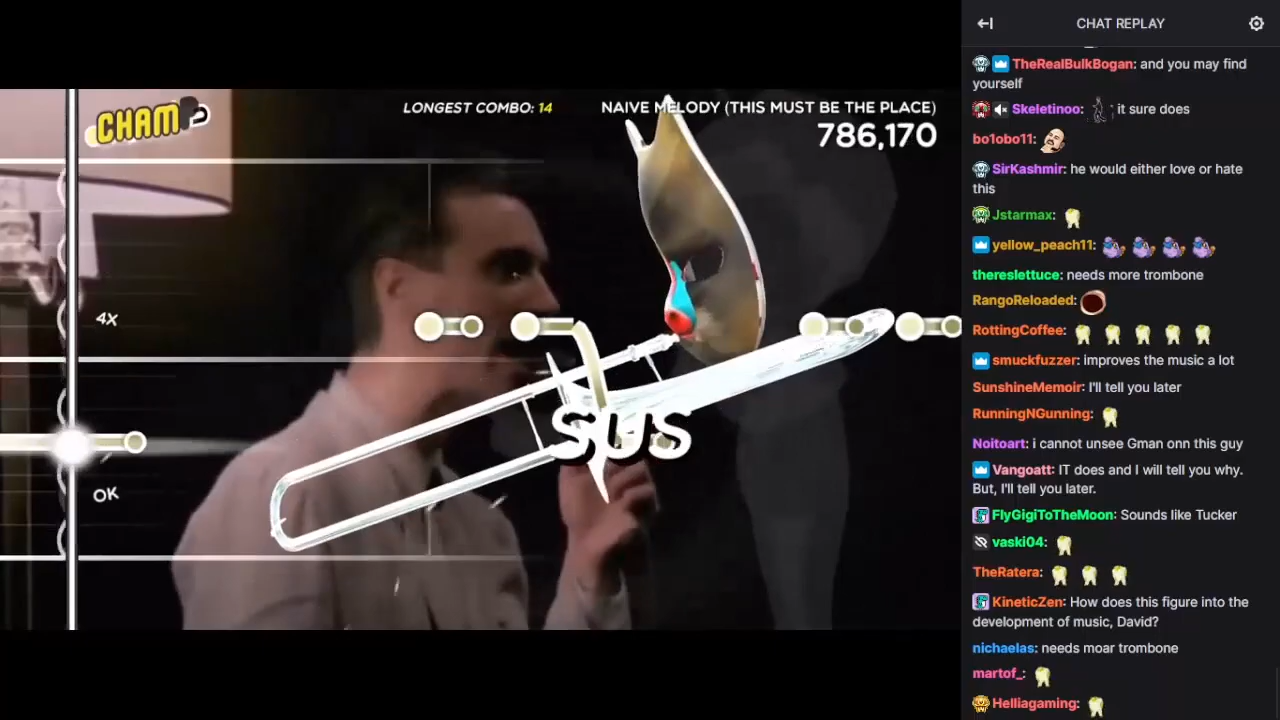 CHAMP
LONGEST COMBO: 14
NAIVE MELODY (THIS MUST BE THE PLACE)
786,170
4X
OK
SUS
CHAT REPLAY
TheRealBulkBogan: and you may find
yourself
Skeletinoo: it sure does
bo1obo11:
SirKashmir: he would either love or hate
this
Jstarmax:
yellow_peach11:
thereslettuce: needs more trombone
RangoReloaded:
RottingCoffee:
smuckfuzzer: improves the music a lot
SunshineMemoir: I'll tell you later
RunningNGunning:
Noitoart: i cannot unsee Gman onn this guy
Vangoatt: IT does and I will tell you why.
But, I'll tell you later.
FlyGigiToTheMoon: Sounds like Tucker
vaski04:
TheRatera:
KineticZen: How does this figure into the
development of music, David?
nichaelas: needs moar trombone
martof_:
Helliagaming: